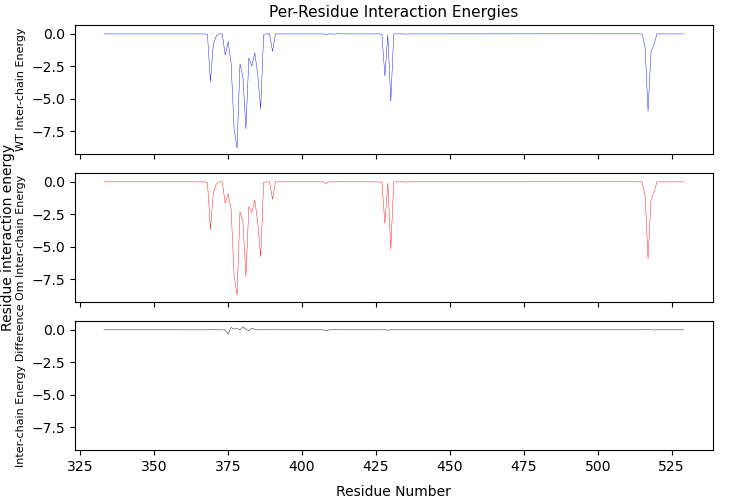 Per-Residue Interaction Energies
Residue interaction energy
WT Inter-chain Energy
0.0
−2.5
−5.0
−7.5
Om Inter-chain Energy
0.0
−2.5
−5.0
−7.5
Inter-chain Energy Difference
0.0
−2.5
−5.0
−7.5
325 350 375 400 425 450 475 500 525
Residue Number